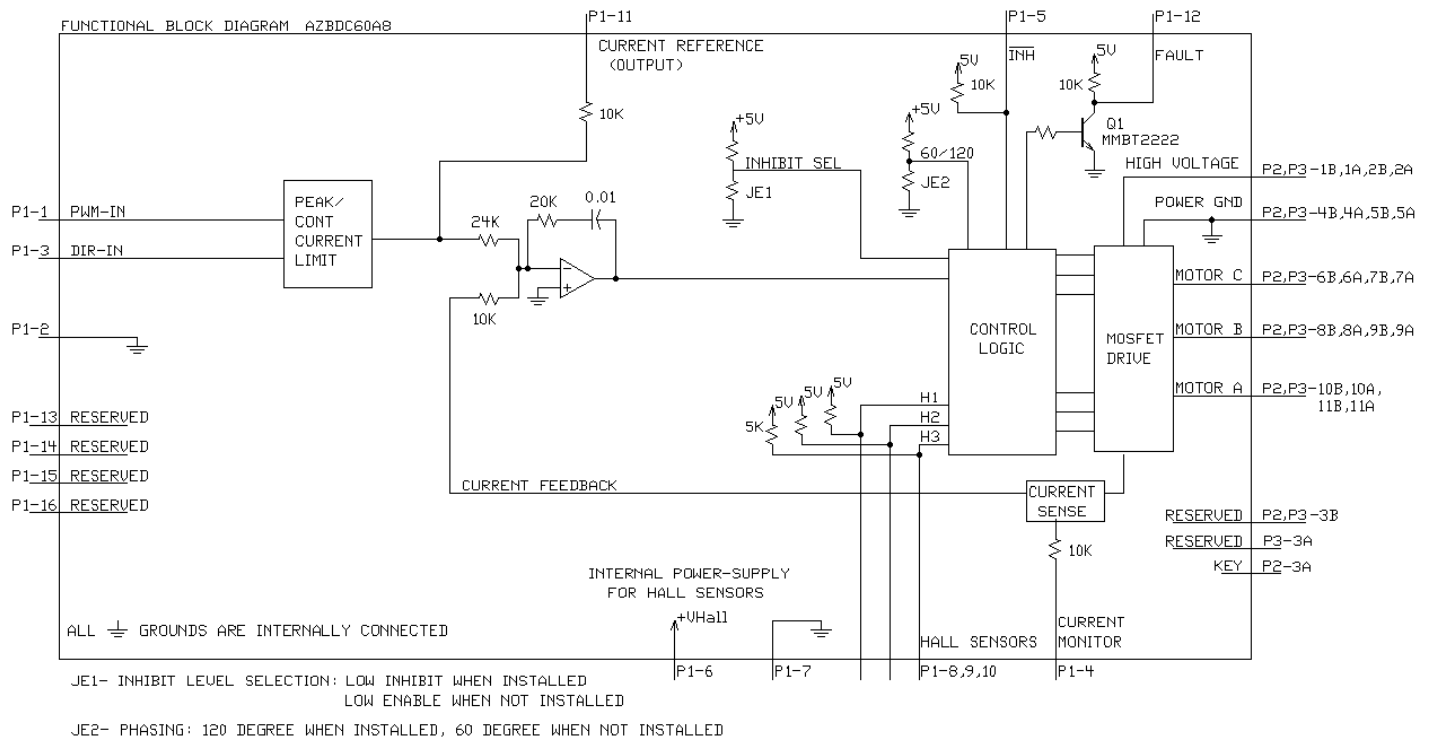 P1-11
P1-5
P1-12
FUNCTIONAL BLOCK DIAGRAM AZBDC60A8
CURRENT REFERENCE
(OUTPUT)
INH
FAULT
5V
10K
5V
10K
10K
+5V
+5V
Q1
MMBT2222
INHIBIT SEL
60/120
HIGH VOLTAGE
P2,P3-1B,1A,2B,2A
JE1
JE2
PEAK/
CONT
CURRENT
LIMIT
20K
0.01
POWER GND
P2,P3-4B,4A,5B,5A
P1-1
PWM-IN
24K
P1-3
DIR-IN
MOTOR C
P2,P3-6B,6A,7B,7A
10K
P1-2
CONTROL
LOGIC
MOSFET
DRIVE
MOTOR B
P2,P3-8B,8A,9B,9A
5V
5V
5V
5K
H1
H2
H3
MOTOR A
P2,P3-10B,10A,
11B,11A
P1-13 RESERVED
P1-14 RESERVED
P1-15 RESERVED
P1-16 RESERVED
CURRENT FEEDBACK
CURRENT
SENSE
RESERVED P2,P3-3B
RESERVED P3-3A
KEY P2-3A
10K
INTERNAL POWER-SUPPLY
FOR HALL SENSORS
+VHall
ALL GROUNDS ARE INTERNALLY CONNECTED
HALL SENSORS
CURRENT
MONITOR
P1-6
P1-7
P1-8,9,10
P1-4
JE1- INHIBIT LEVEL SELECTION: LOW INHIBIT WHEN INSTALLED
LOW ENABLE WHEN NOT INSTALLED
JE2- PHASING: 120 DEGREE WHEN INSTALLED, 60 DEGREE WHEN NOT INSTALLED